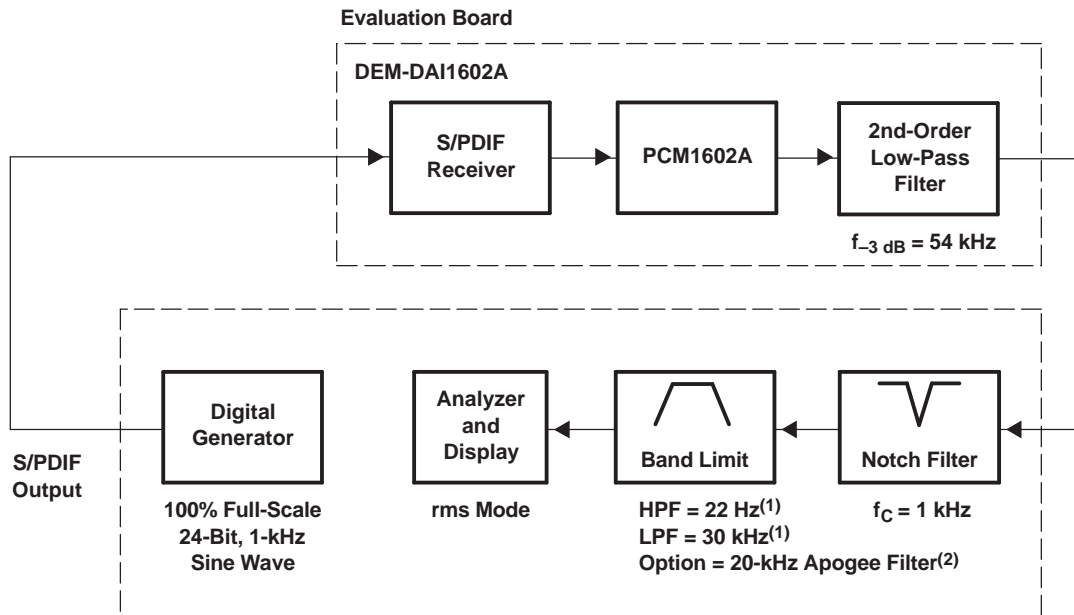 Evaluation Board
DEM-DAI1602A
S/PDIF
Receiver
PCM1602A
2nd-Order
Low-Pass
Filter
f–3 dB = 54 kHz
S/PDIF
Output
Digital
Generator
100% Full-Scale
24-Bit, 1-kHz
Sine Wave
Analyzer
and
Display
rms Mode
Band Limit
HPF = 22 Hz(1)
LPF = 30 kHz(1)
Option = 20-kHz Apogee Filter(2)
Notch Filter
fC = 1 kHz